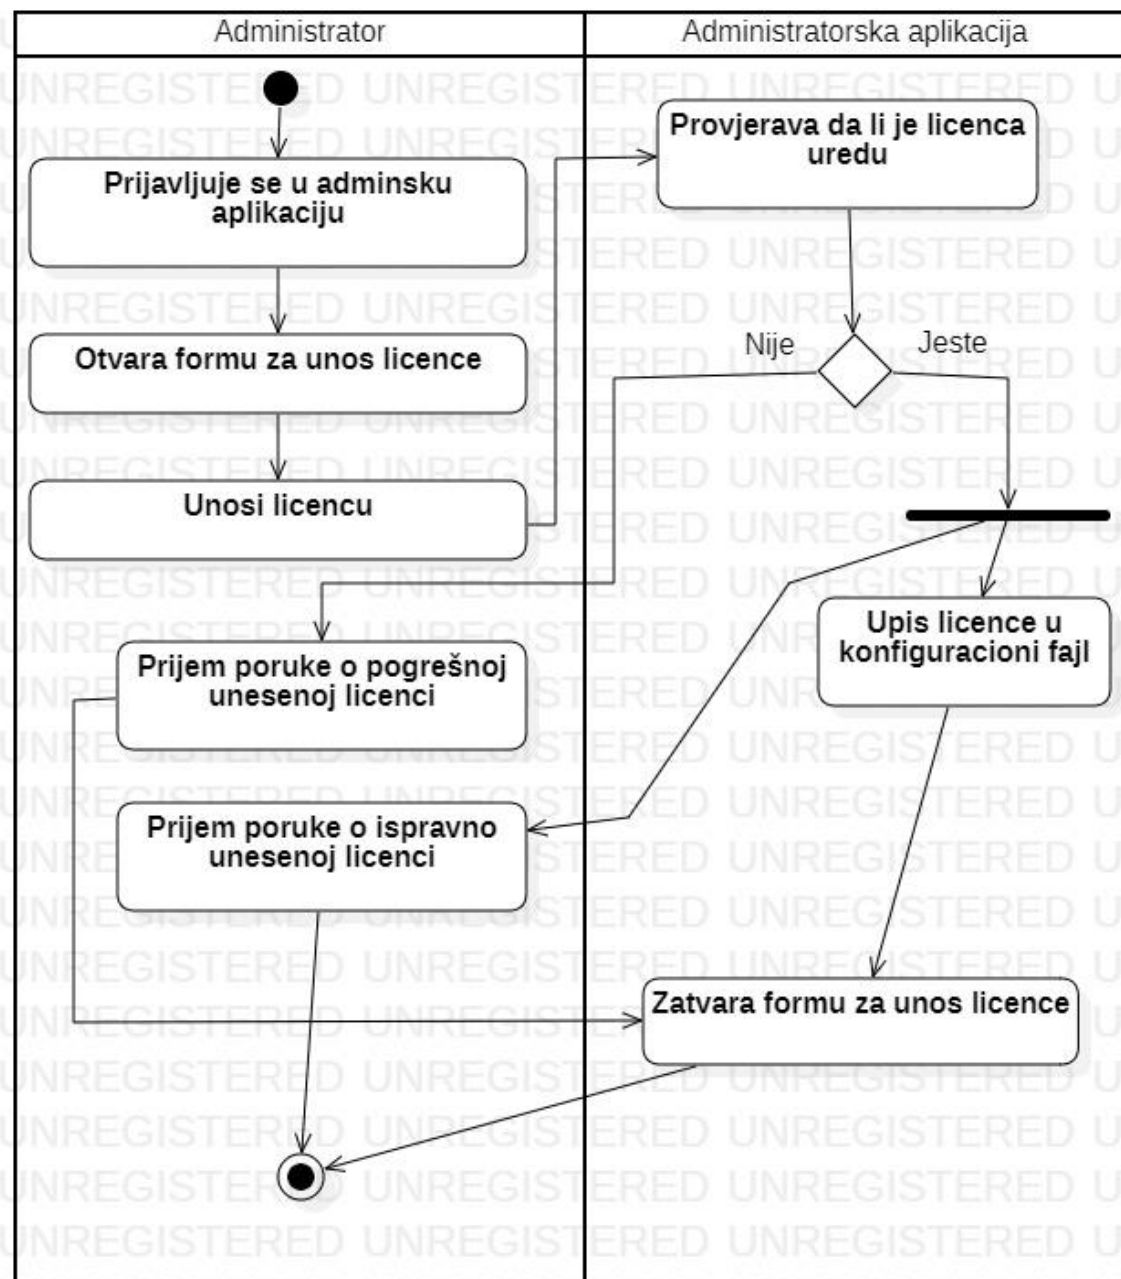 Administrator
Administratorska aplikacija
Prijavljuje se u adminsku
aplikaciju
Otvara formu za unos licence
Unosi licencu
Provjerava da li je licenca
uredu
Nije
Jeste
Prijem poruke o pogrešnoj
unesenoj licenci
Upis licence u
konfiguracioni fajl
Prijem poruke o ispravno
unesenoj licenci
Zatvara formu za unos licence
UNREGISTERED